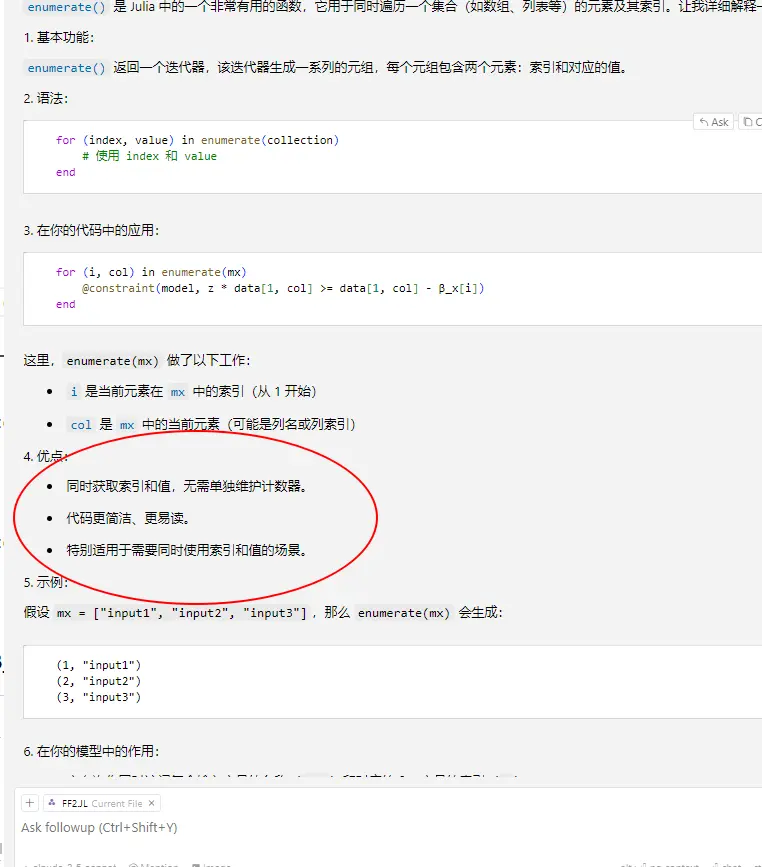 enumerate() 是 Julia 中的一个非常有用的函数，它用于同时遍历一个集合（如数组、列表等）的元素及其索引。让我详细解释一
1. 基本功能：
enumerate() 返回一个迭代器，该迭代器生成一系列的元组，每个元组包含两个元素：索引和对应的值。
2. 语法：
Ask
for (index, value) in enumerate(collection)
# 使用 index 和 value
end
3. 在你的代码中的应用：
for (i, col) in enumerate(mx)
@constraint(model, z * data[1, col] >= data[1, col] - β_x[i])
end
这里，enumerate(mx) 做了以下工作：
• i 是当前元素在 mx 中的索引（从 1 开始）
• col 是 mx 中的当前元素（可能是列名或列索引）
4. 优点：
• 同时获取索引和值，无需单独维护计数器。
• 代码更简洁、更易读。
• 特别适用于需要同时使用索引和值的场景。
5. 示例：
假设 mx = ["input1", "input2", "input3"]，那么 enumerate(mx) 会生成：
(1, "input1")
(2, "input2")
(3, "input3")
6. 在你的模型中的作用：
FF2.JL Current File ×
Ask followup (Ctrl+Shift+Y)